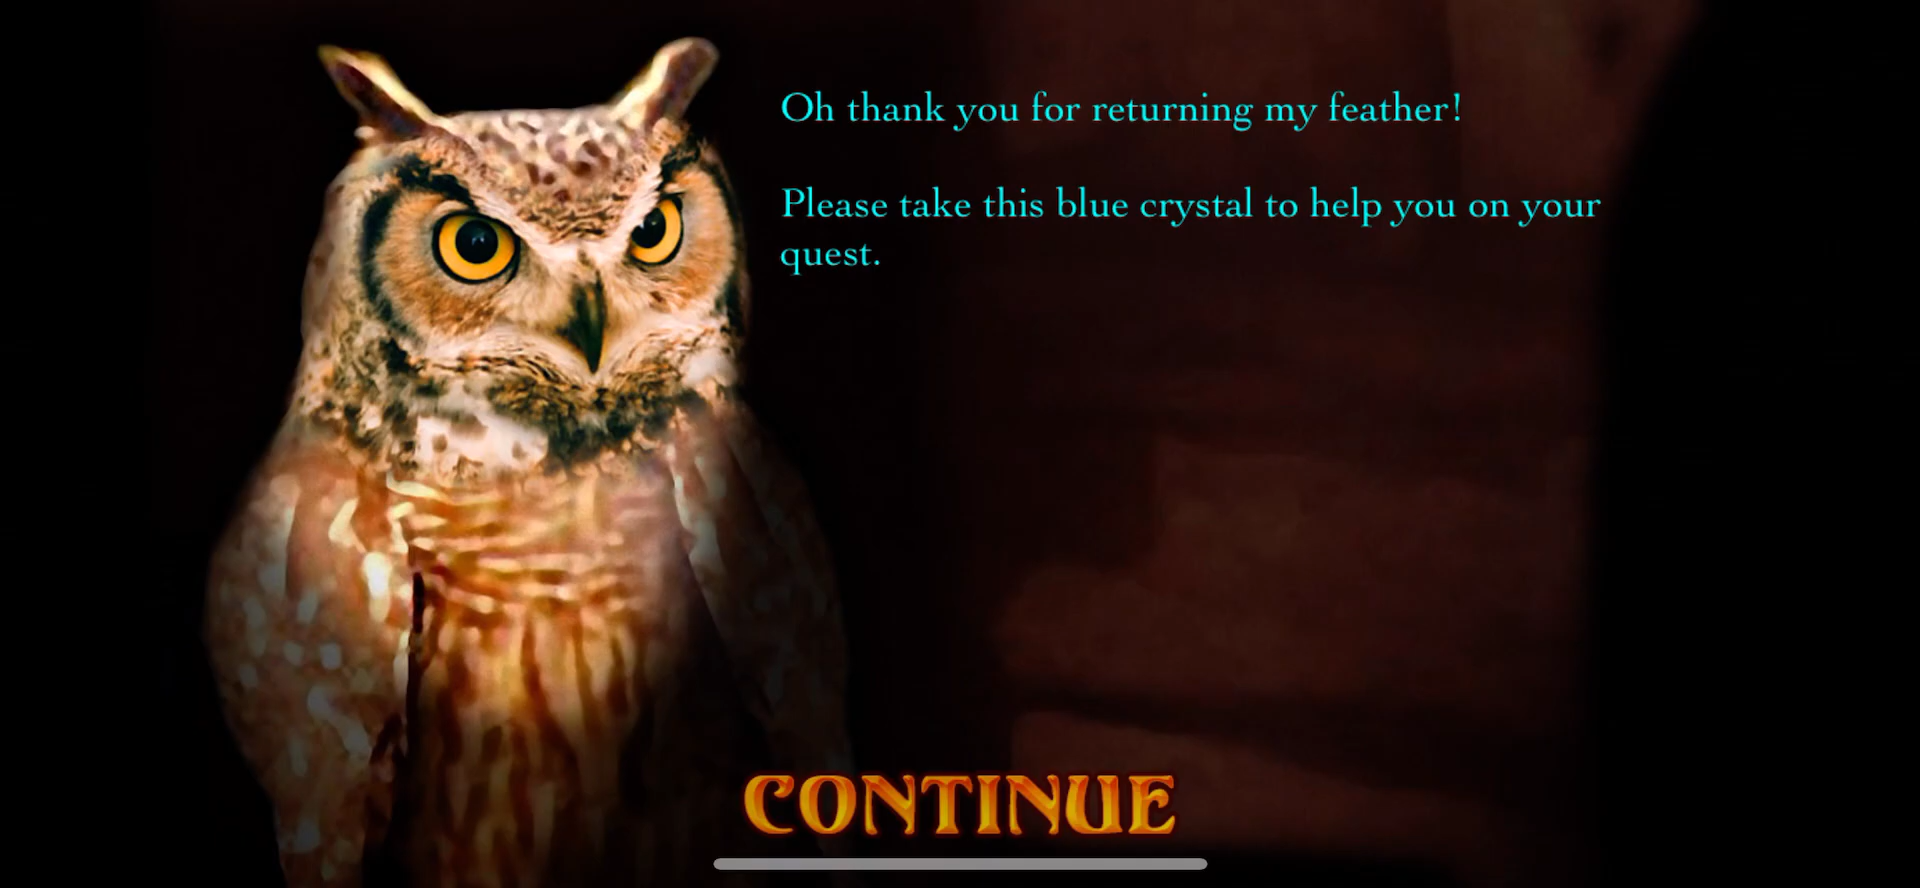 Oh thank you for returning my feather!
Please take this blue crystal to help you on your
quest.
CONTINUE